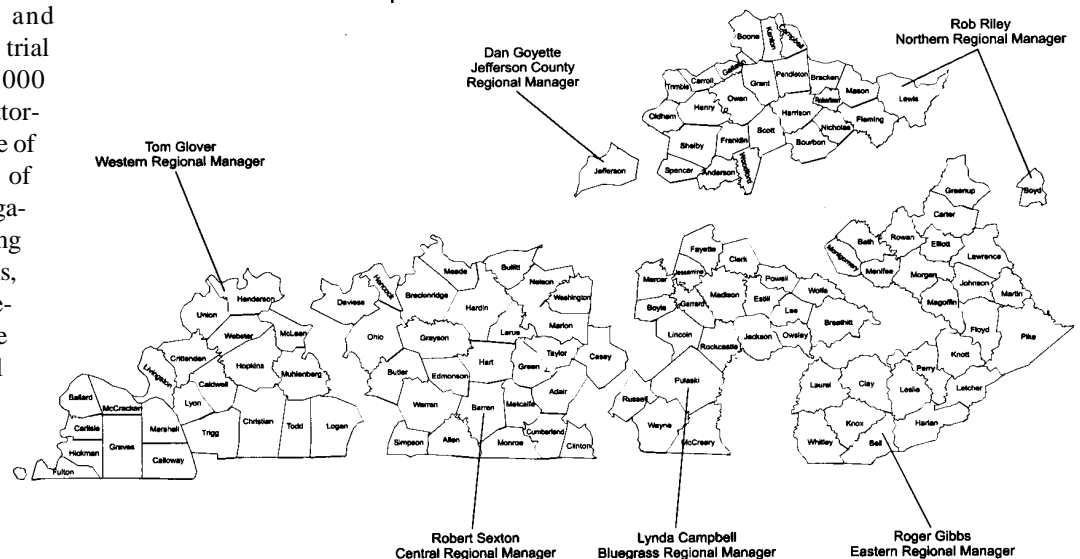 and
trial
000
ttor-
e of
of
ga-
ng
s,
e-
e
l
Rob Riley
Northern Regional Manager
Dan Goyette
Jefferson County
Regional Manager
Tom Glover
Western Regional Manager
Boone
Kenton
Campbell
Gallatin
Carroll
Trimble
Grant
Pendleton
Bracken
Mason
Lewis
Owen
Henry
Robertson
Oldham
Harrison
Fleming
Nicholas
Scott
Franklin
Shelby
Bourbon
Jefferson
Spencer
Anderson
Woodford
Boyd
Greenup
Carter
Bath
Rowan
Elliott
Montgomery
Lawrence
Menifee
Morgan
Johnson
Martin
Magoffin
Floyd
Pike
Knott
Perry
Letcher
Leslie
Clay
Laurel
Harlan
Knox
Whitley
Bell
Fayette
Clark
Mercer
Jessamine
Powell
Wolfe
Madison
Estill
Boyle
Garrard
Lee
Breathitt
Lincoln
Jackson
Owsley
Rockcastle
Pulaski
Russell
Wayne
McCreary
Meade
Bullitt
Nelson
Hancock
Breckinridge
Daviess
Hardin
Washington
Marion
Ohio
Grayson
Larue
Taylor
Casey
Hart
Green
Butler
Edmonson
Adair
Warren
Barren
Metcalfe
Cumberland
Simpson
Allen
Monroe
Clinton
Henderson
Union
Webster
McLean
Crittenden
Hopkins
Muhlenberg
Livingston
Caldwell
Lyon
Ballard
McCracken
Christian
Todd
Logan
Carlisle
Marshall
Trigg
Graves
Hickman
Calloway
Fulton
Robert Sexton
Central Regional Manager
Lynda Campbell
Bluegrass Regional Manager
Roger Gibbs
Eastern Regional Manager